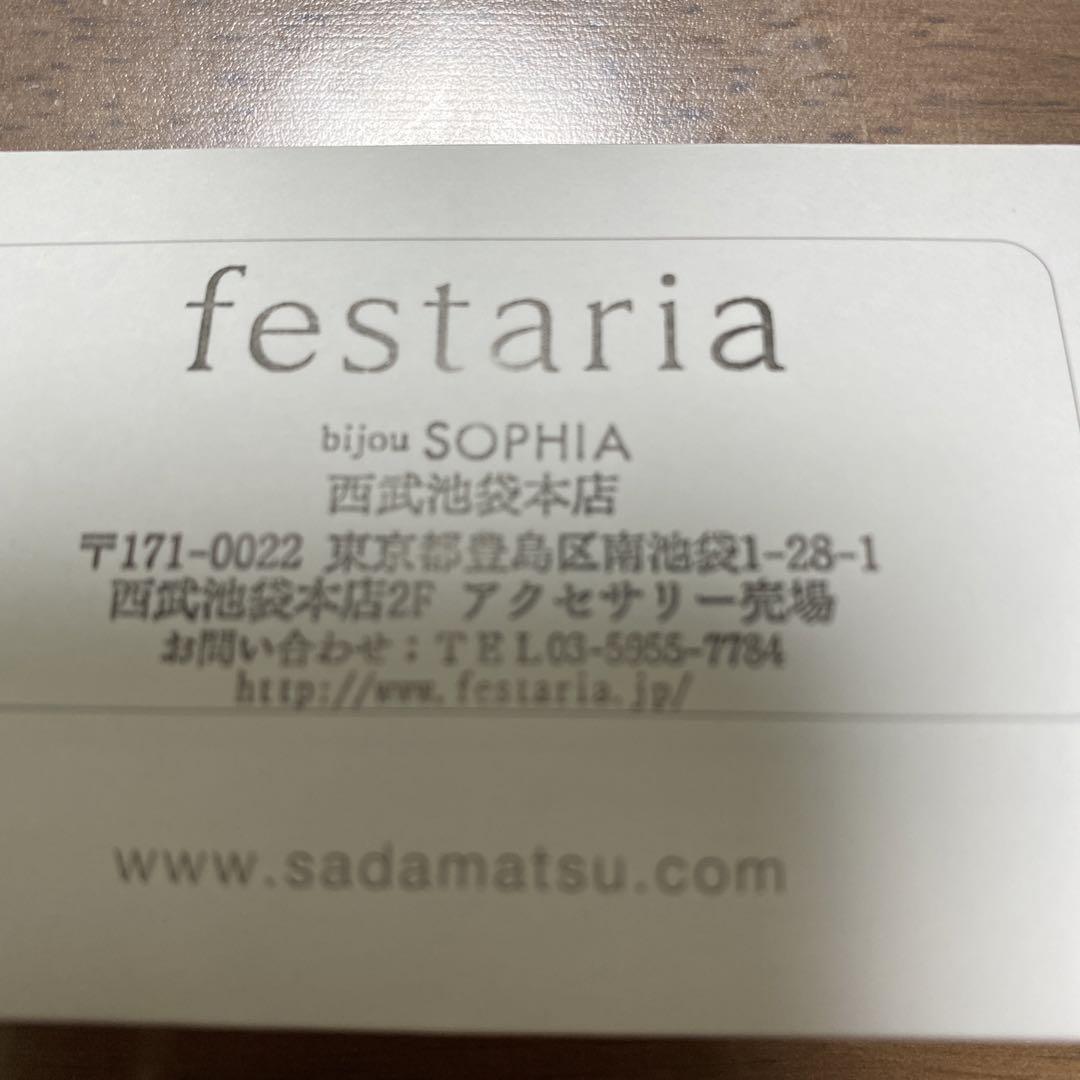 festaria
bijou SOPHIA
西武池袋本店
〒171-0022 東京都豊島区南池袋1-28-1
西武池袋本店2F アクセサリー売場
お問い合わせ：TEL03-5955-7784
http://www.festaria.jp/
www.sadamatsu.com